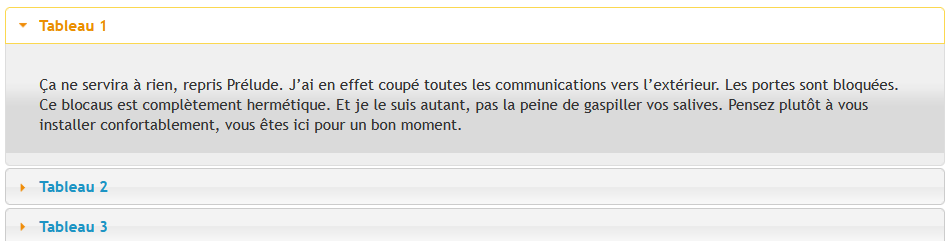 Tableau 1
Ça ne servira à rien, repris Prélude. J’ai en effet coupé toutes les communications vers l’extérieur. Les portes sont bloquées.
Ce blocaus est complètement hermétique. Et je le suis autant, pas la peine de gaspiller vos salives. Pensez plutôt à vous
installer confortablement, vous êtes ici pour un bon moment.
Tableau 2
Tableau 3